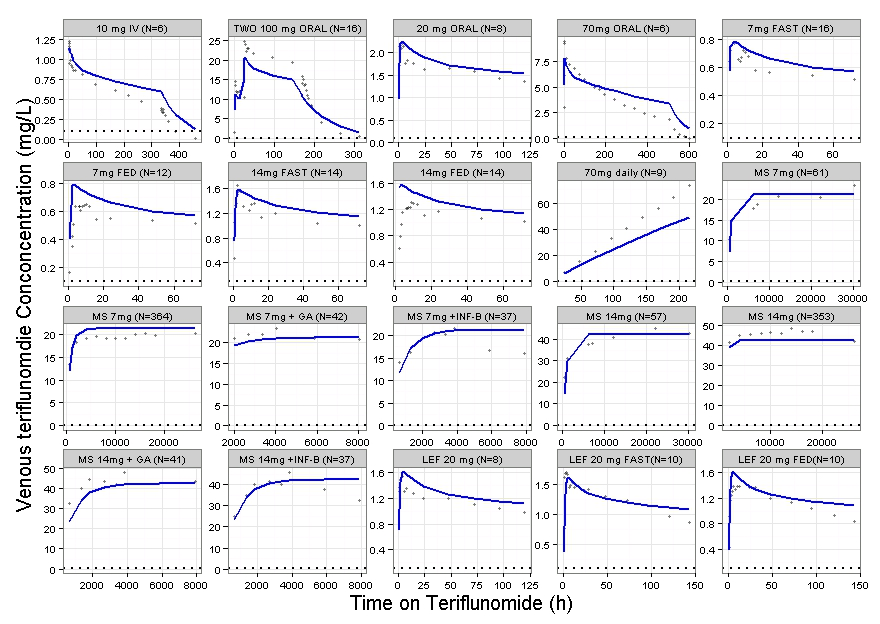 Venous teriflunomdie Conconcentration (mg/L)
10 mg IV (N=6)
1.25
1.00
0.75
0.50
0.25
0.00
0 100 200 300 400
TWO 100 mg ORAL (N=16)
25
20
15
10
5
0
0 100 200 300
20 mg ORAL (N=8)
2.0
1.5
1.0
0.5
0.0
0 25 50 75 100 125
70mg ORAL (N=6)
7.5
5.0
2.5
0.0
0 200 400 600
7mg FAST (N=16)
0.8
0.6
0.4
0.2
0 20 40 60
7mg FED (N=12)
0.8
0.6
0.4
0.2
0 20 40 60
14mg FAST (N=14)
1.6
1.2
0.8
0.4
0 20 40 60
14mg FED (N=14)
1.6
1.2
0.8
0.4
0 20 40 60
70mg daily (N=9)
60
40
20
0
50 100 150 200
MS 7mg (N=61)
20
15
10
5
0
0 10000 20000 30000
MS 7mg (N=364)
20
15
10
5
0
0 10000 20000
MS 7mg + GA (N=42)
20
15
10
5
0
2000 4000 6000 8000
MS 7mg +INF-B (N=37)
20
15
10
5
0
2000 4000 6000 8000
MS 14mg (N=57)
40
30
20
10
0
0 10000 20000 30000
MS 14mg (N=353)
50
40
30
20
10
0
10000 20000
MS 14mg + GA (N=41)
50
40
30
20
10
0
2000 4000 6000 8000
MS 14mg +INF-B (N=37)
40
30
20
10
0
2000 4000 6000 8000
LEF 20 mg (N=8)
1.6
1.2
0.8
0.4
0 25 50 75 100 125
LEF 20 mg FAST(N=10)
1.5
1.0
0.5
0 50 100 150
LEF 20 mg FED(N=10)
1.6
1.2
0.8
0.4
0 50 100 150
Time on Teriflunomide (h)